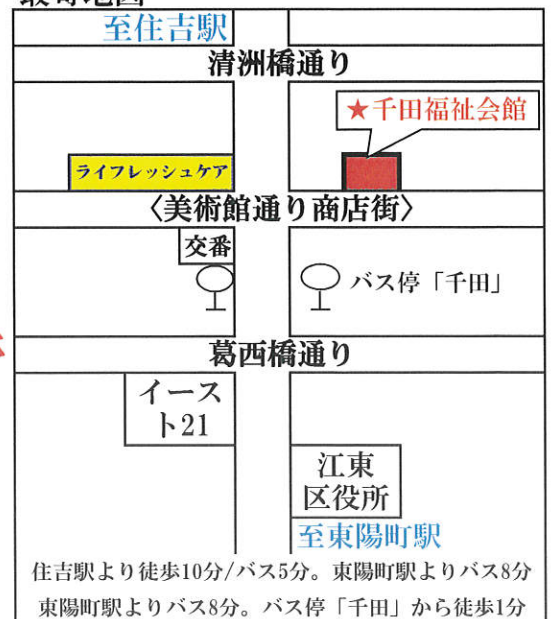 至住吉駅
清洲橋通り
★千田福祉会館
ライフレッシュケア
〈美術館通り商店街〉
交番
バス停「千田」
葛西橋通り
イース
ト21
江東
区役所
至東陽町駅
住吉駅より徒歩10分/バス5分。東陽町駅よりバス8分
東陽町駅よりバス8分。バス停「千田」から徒歩1分